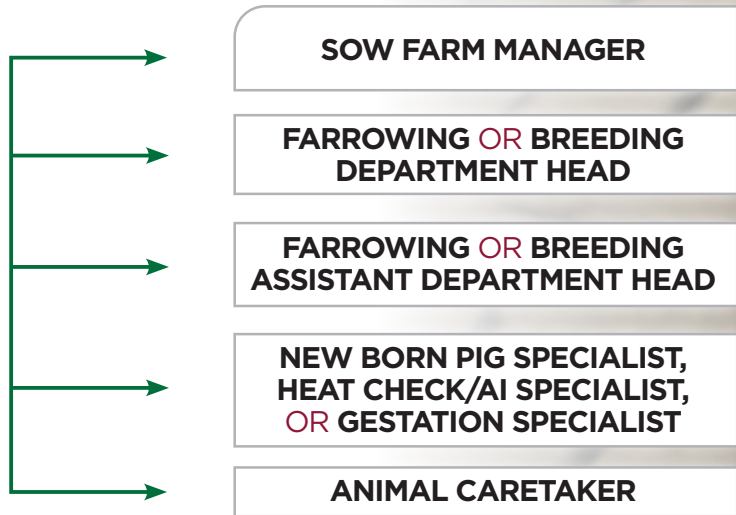 SOW FARM MANAGER
FARROWING OR BREEDING
DEPARTMENT HEAD
FARROWING OR BREEDING
ASSISTANT DEPARTMENT HEAD
NEW BORN PIG SPECIALIST,
HEAT CHECK/AI SPECIALIST,
OR GESTATION SPECIALIST
ANIMAL CARETAKER